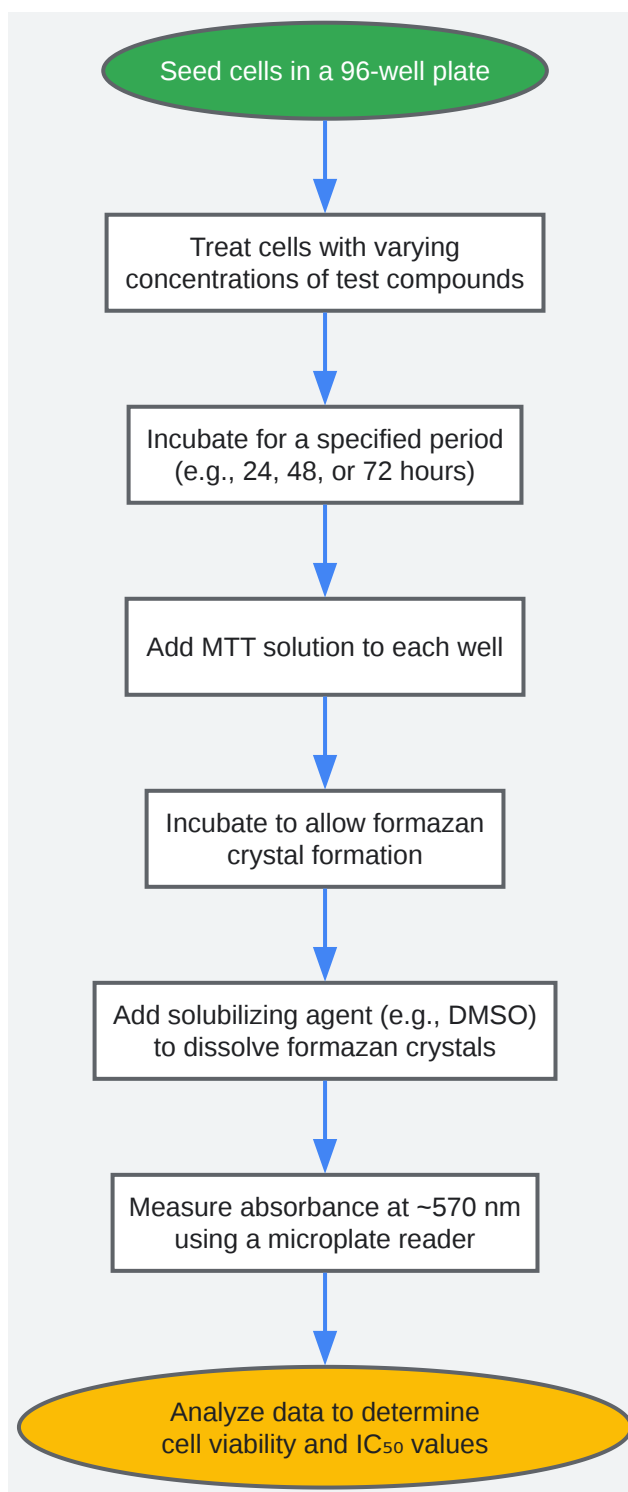 Seed cells in a 96-well plate
Treat cells with varying
concentrations of test compounds
Incubate for a specified period
(e.g., 24, 48, or 72 hours)
Add MTT solution to each well
Incubate to allow formazan
crystal formation
Add solubilizing agent (e.g., DMSO)
to dissolve formazan crystals
Measure absorbance at ~570 nm
using a microplate reader
Analyze data to determine
cell viability and IC₅₀ values